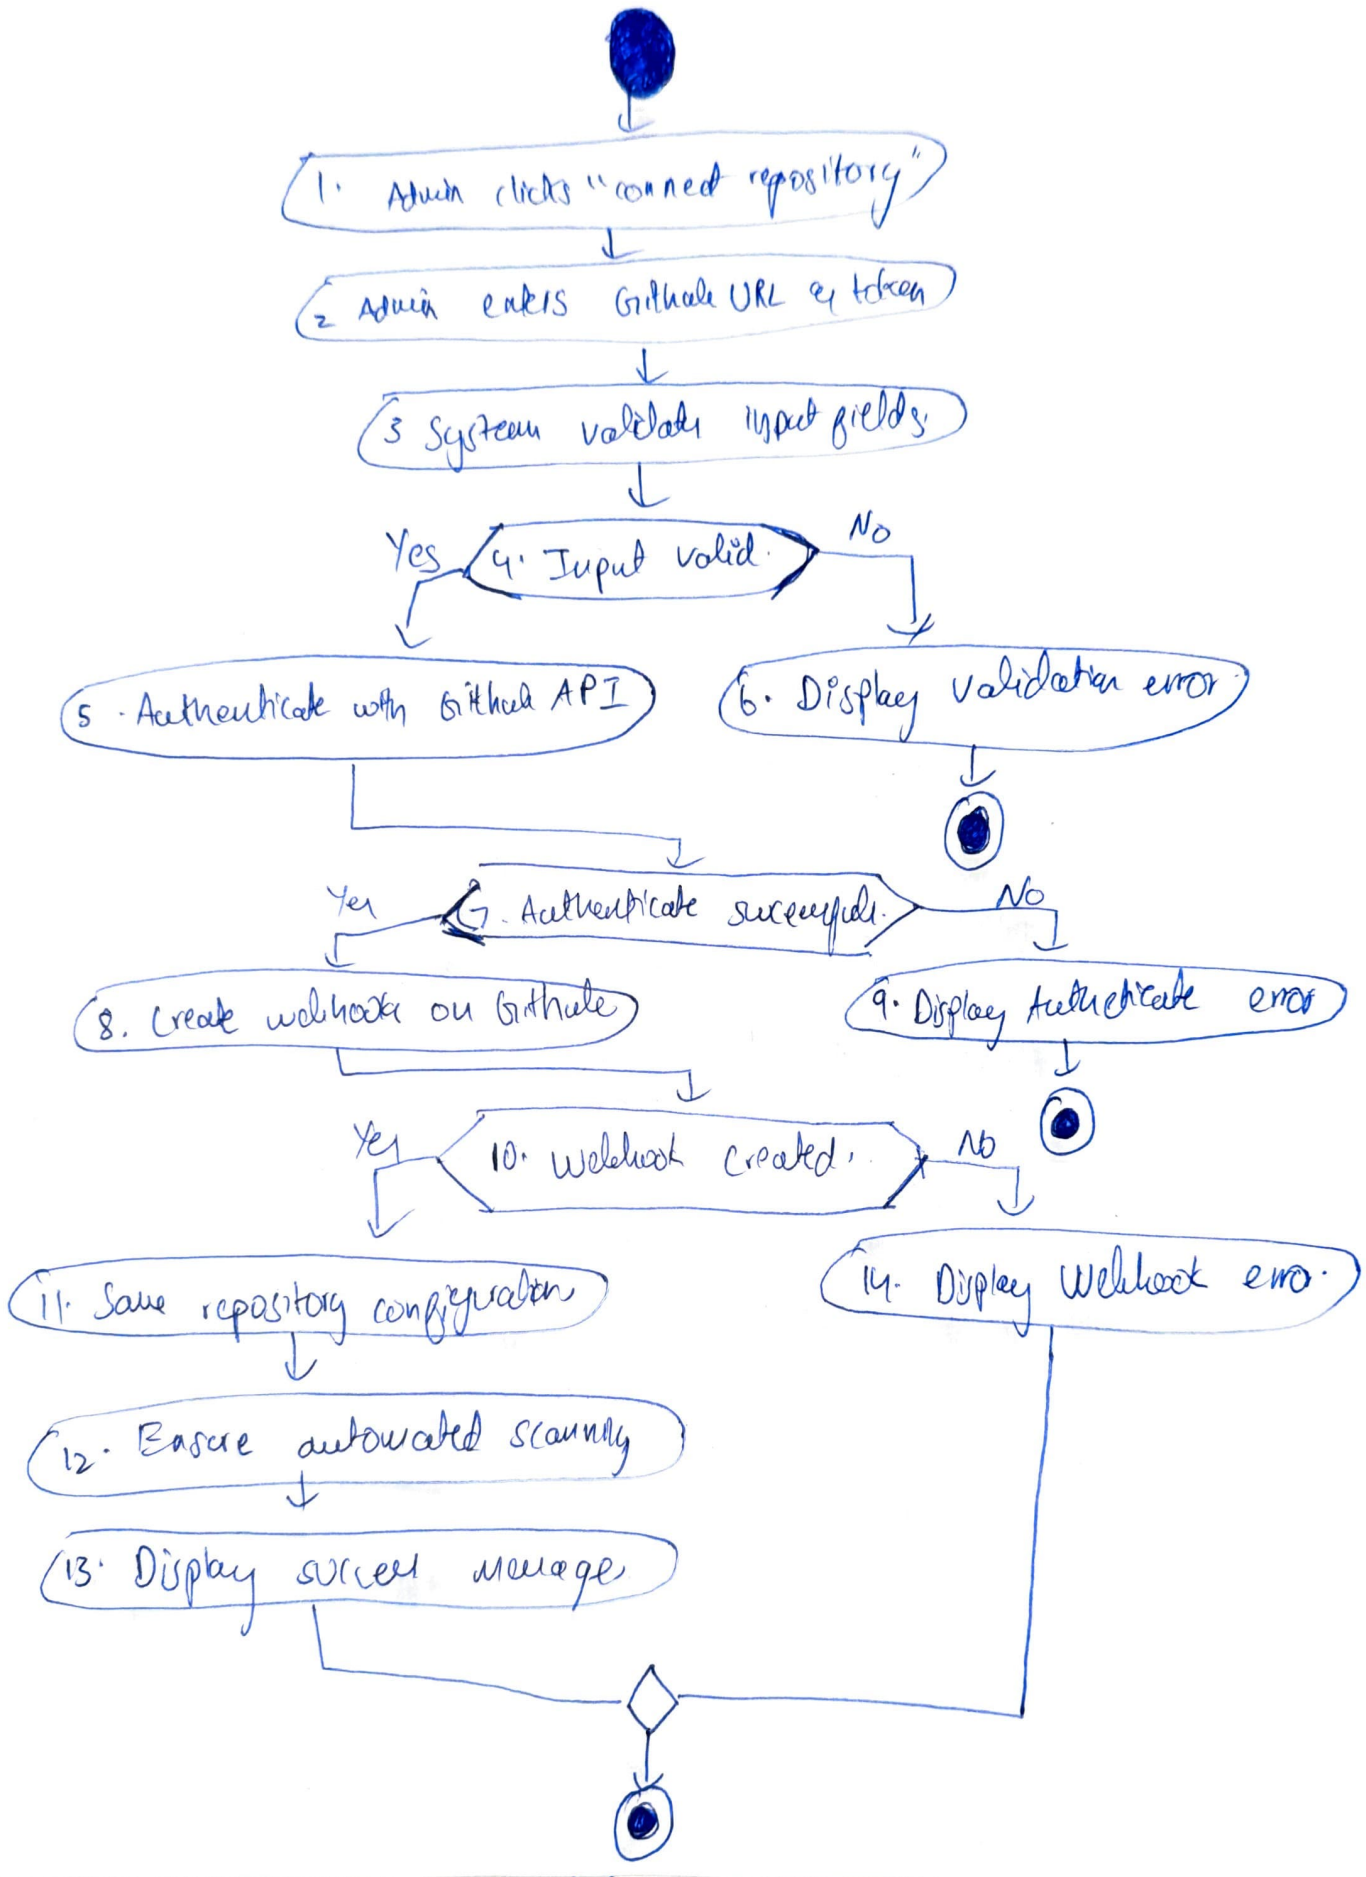 1. Admin clicks "connect repository"
2 Admin enters Github URL & token
3 System validate input fields.
Yes
4. Input valid.
No
5. Authenticate with Github API
6. Display validation error.
Yes
7. Authenticate successful.
No
8. Create webhook on Github
9. Display Autheticate error
Yes
10. Webhook created.
No
11. Save repository configuration
14. Display Webhook erro.
12. Ensure automated scanning
13. Display success message